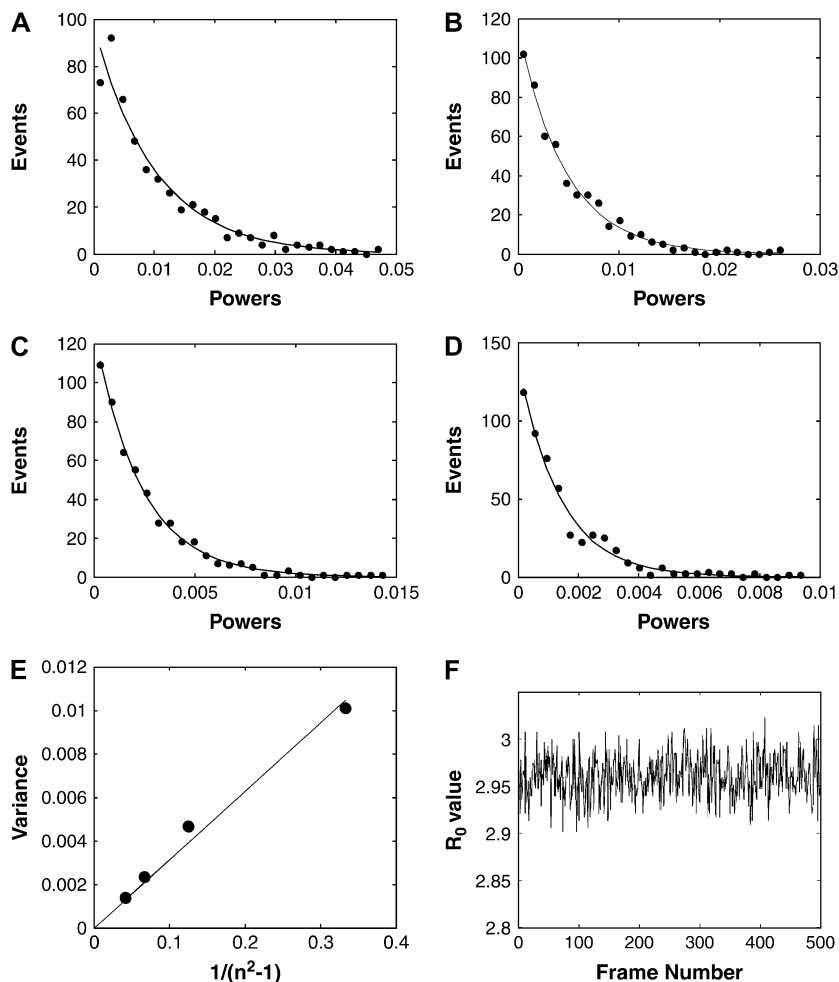 A
100
80
60
40
20
0
Events
0 0.01 0.02 0.03 0.04 0.05
Powers
B
120
100
80
60
40
20
0
Events
0 0.01 0.02 0.03
Powers
C
120
100
80
60
40
20
0
Events
0 0.005 0.01 0.015
Powers
D
150
100
50
0
Events
0 0.002 0.004 0.006 0.008 0.01
Powers
E
0.012
0.01
0.008
0.006
0.004
0.002
0
Variance
0 0.1 0.2 0.3 0.4
1/(n²-1)
F
3
2.95
2.9
2.85
2.8
R₀ value
0 100 200 300 400 500
Frame Number